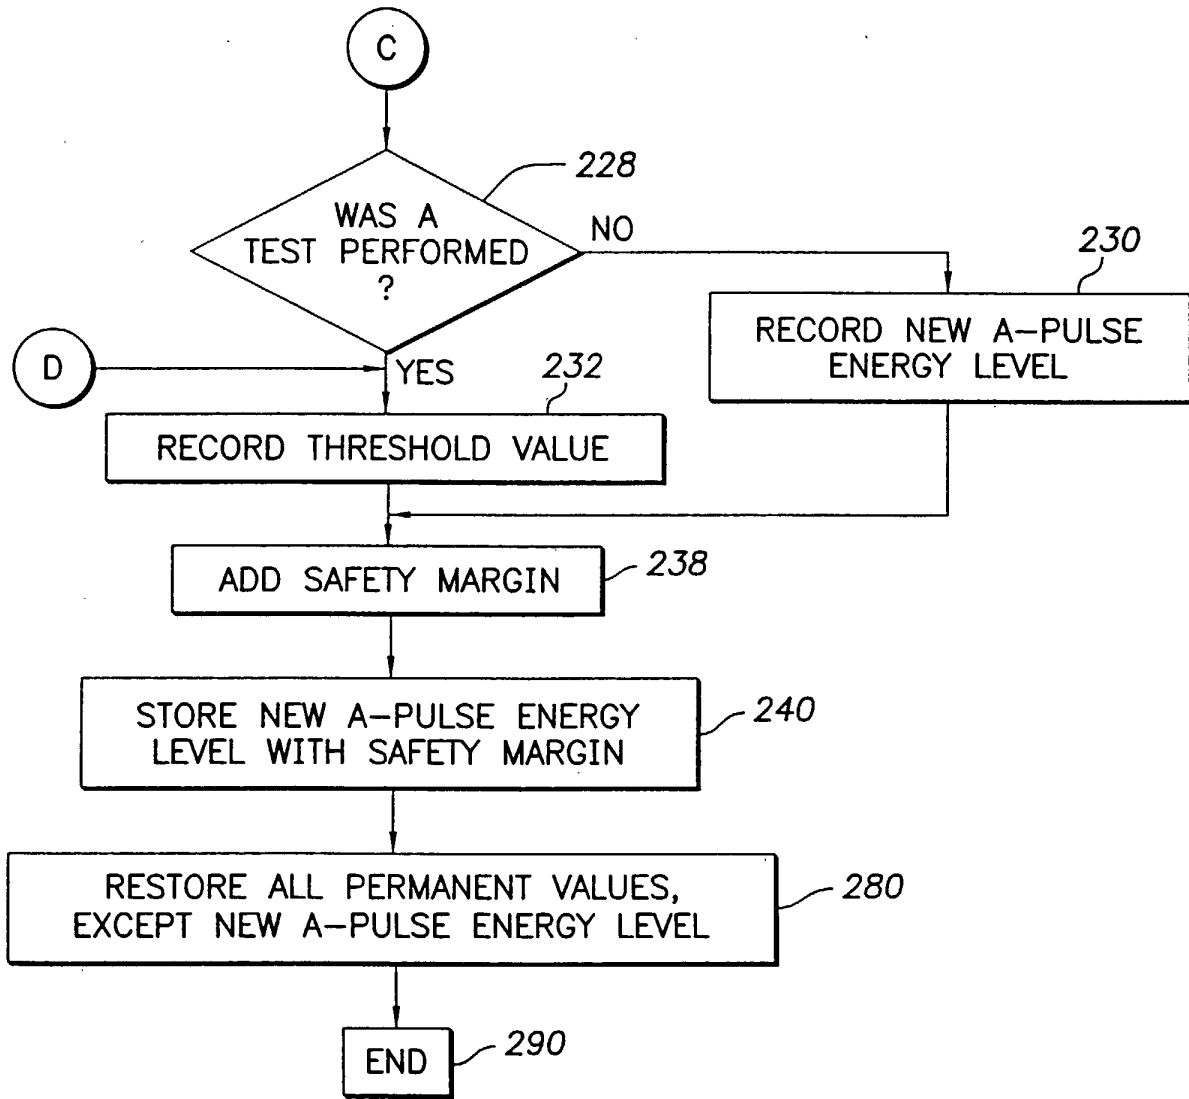 C
228
WAS A
TEST PERFORMED
?
NO
230
RECORD NEW A-PULSE
ENERGY LEVEL
D
YES
232
RECORD THRESHOLD VALUE
ADD SAFETY MARGIN
238
STORE NEW A-PULSE ENERGY
LEVEL WITH SAFETY MARGIN
240
RESTORE ALL PERMANENT VALUES,
EXCEPT NEW A-PULSE ENERGY LEVEL
280
END
290